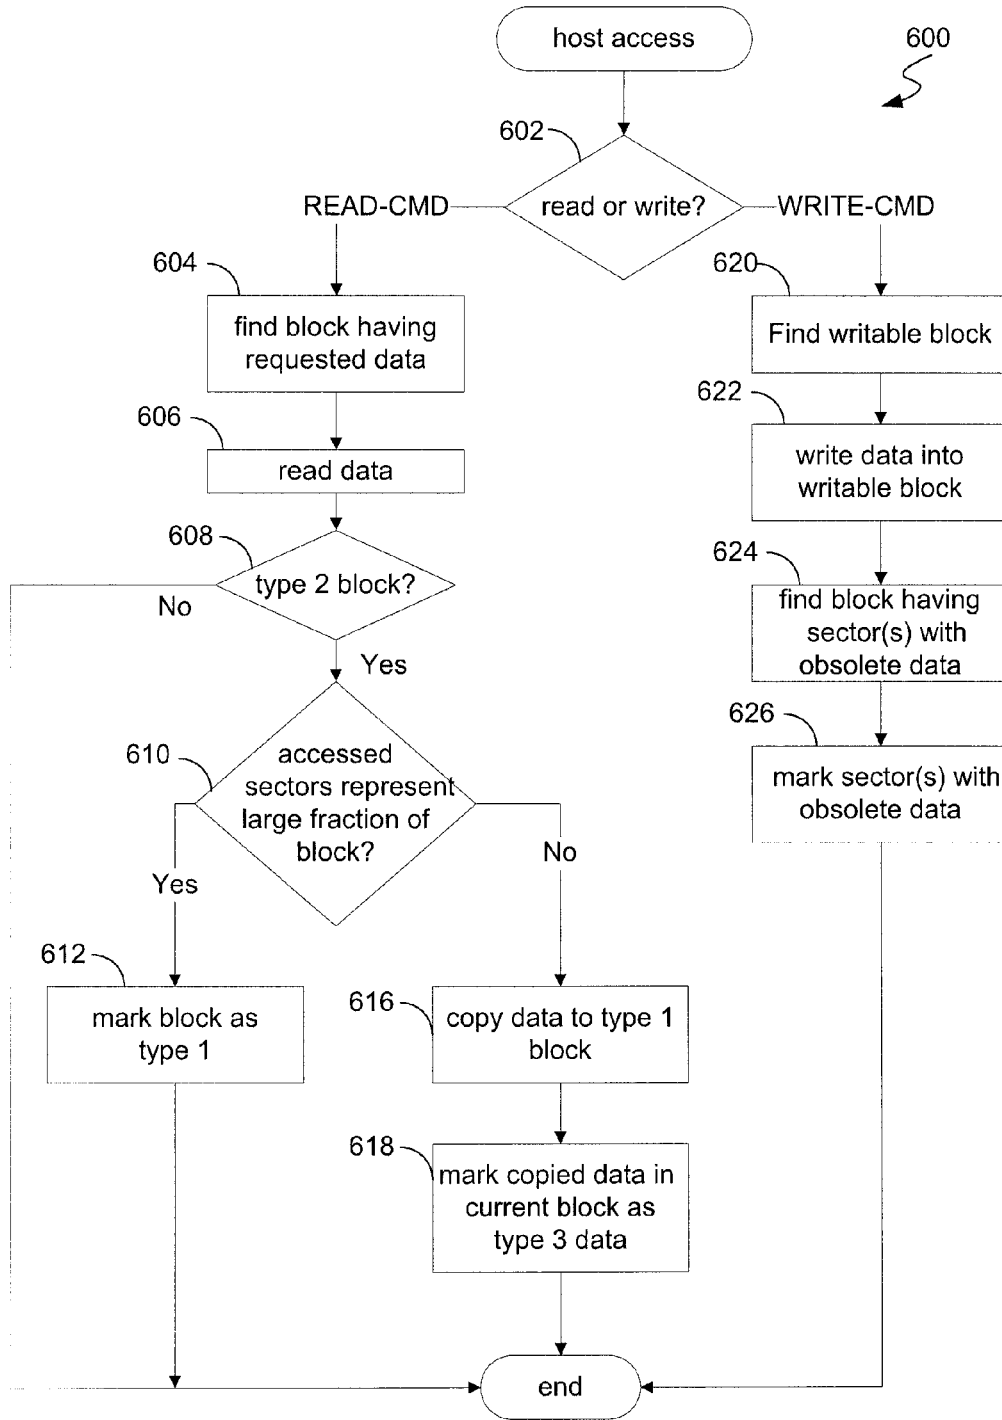 host access
600
602
read or write?
READ-CMD
WRITE-CMD
604
620
find block having
requested data
Find writable block
606
622
read data
write data into
writable block
608
624
type 2 block?
No
Yes
find block having
sector(s) with
obsolete data
610
626
accessed
sectors represent
large fraction of
block?
mark sector(s) with
obsolete data
Yes
No
612
616
mark block as
type 1
copy data to type 1
block
618
mark copied data in
current block as
type 3 data
end